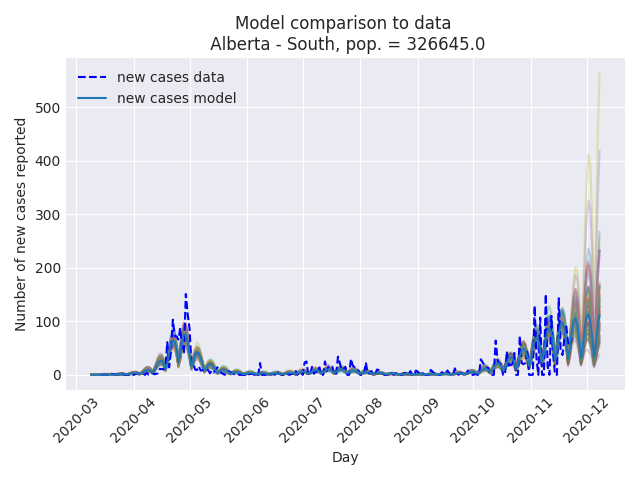 Model comparison to data
Alberta - South, pop. = 326645.0
new cases data
new cases model
Number of new cases reported
500
400
300
200
100
0
2020-03
2020-04
2020-05
2020-06
2020-07
2020-08
2020-09
2020-10
2020-11
2020-12
Day